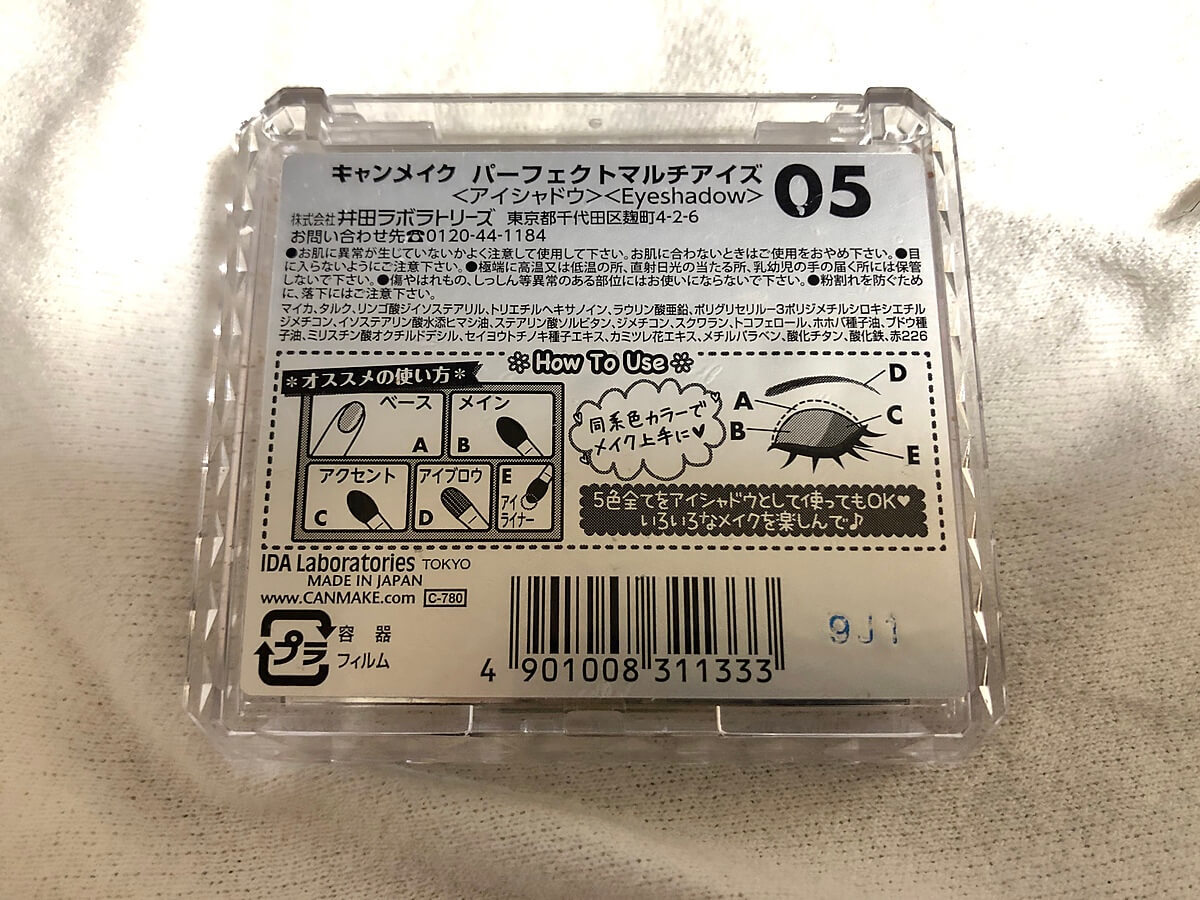 キャンメイク パーフェクトマルチアイズ 05
<アイシャドウ><Eyeshadow>
株式会社 井田ラボラトリーズ 東京都千代田区麹町4-2-6
お問い合わせ先☎0120-44-1184
●お肌に異常が生じていないかよく注意して使用して下さい。お肌に合わないときはご使用をおやめ下さい。●目
に入らないようにご注意下さい。●極端に高温又は低温の所、直射日光の当たる所、乳幼児の手の届く所には保管
しないで下さい。●傷やはれもの、しっしん等異常のある部位にはお使いにならないで下さい。●粉割れを防ぐため
に、落下にはご注意下さい。
マイカ、タルク、リンゴ酸ジイソステアリル、トリエチルヘキサノイン、ラウリン酸亜鉛、ポリグリセリル−3ポリジメチルシロキシエチル
ジメチコン、イソステアリン酸水添ヒマシ油、ステアリン酸ソルビタン、ジメチコン、スクワラン、トコフェロール、ホホバ種子油、ブドウ種
子油、ミリスチン酸オクチルドデシル、セイヨウトチノキ種子エキス、カミツレ花エキス、メチルパラベン、酸化チタン、酸化鉄、赤226
How To Use
*オススメの使い方*
ベース
A
メイン
B
アクセント
C
アイブロウ
D
E
アイ
ライナー
同系色カラーで
メイク上手に♥
A
B
D
C
E
5色全てをアイシャドウとして使ってもOK♥
いろいろなメイクを楽しんで♪
IDA Laboratories TOKYO
MADE IN JAPAN
www.CANMAKE.com C-780
プラ
容器
フィルム
4 901008 311333
9J1